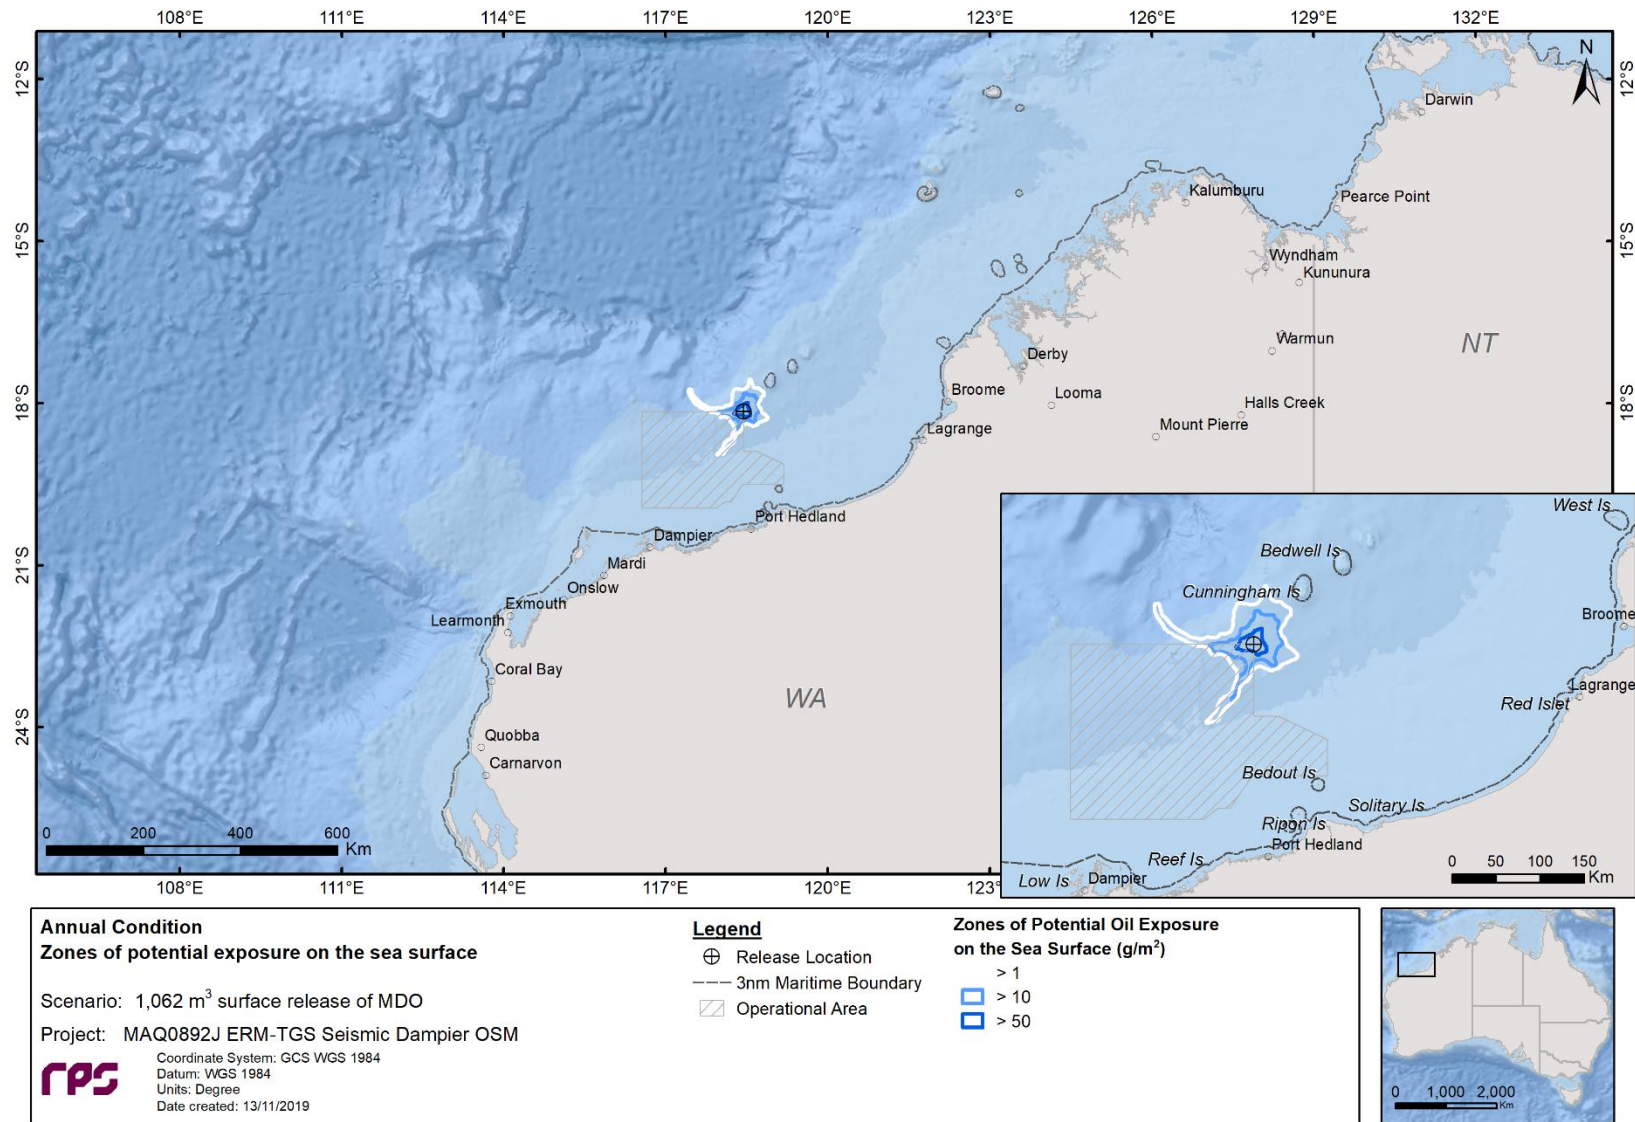 108°E 111°E 114°E 117°E 120°E 123°E 126°E 129°E 132°E
12°S
12°S
N
Darwin
Kalumburu
Pearce Point
15°S
15°S
Wyndham
Kununura
Warmun
NT
Derby
Broome
Looma
Halls Creek
18°S
18°S
Mount Pierre
Lagrange
Port Hedland
Dampier
Mardi
21°S
Onslow
Exmouth
Learmonth
Coral Bay
WA
24°S
Quobba
Carnarvon
0 200 400 600
Km
108°E 111°E 114°E 117°E 120°E 123°
West Is
Bedwell Is
Cunningham Is
Broome
Lagrange
Red Islet
Bedout Is
Solitary Is
Ripon Is
Port Hedland
Reef Is
Low Is
Dampier
0 50 100 150
Km
Annual Condition
Zones of potential exposure on the sea surface
Scenario: 1,062 m³ surface release of MDO
Project: MAQ0892J ERM-TGS Seismic Dampier OSM
rps
Coordinate System: GCS WGS 1984
Datum: WGS 1984
Units: Degree
Date created: 13/11/2019
Legend
Release Location
3nm Maritime Boundary
Operational Area
Zones of Potential Oil Exposure
on the Sea Surface (g/m²)
> 1
> 10
> 50
0 1,000 2,000
Km